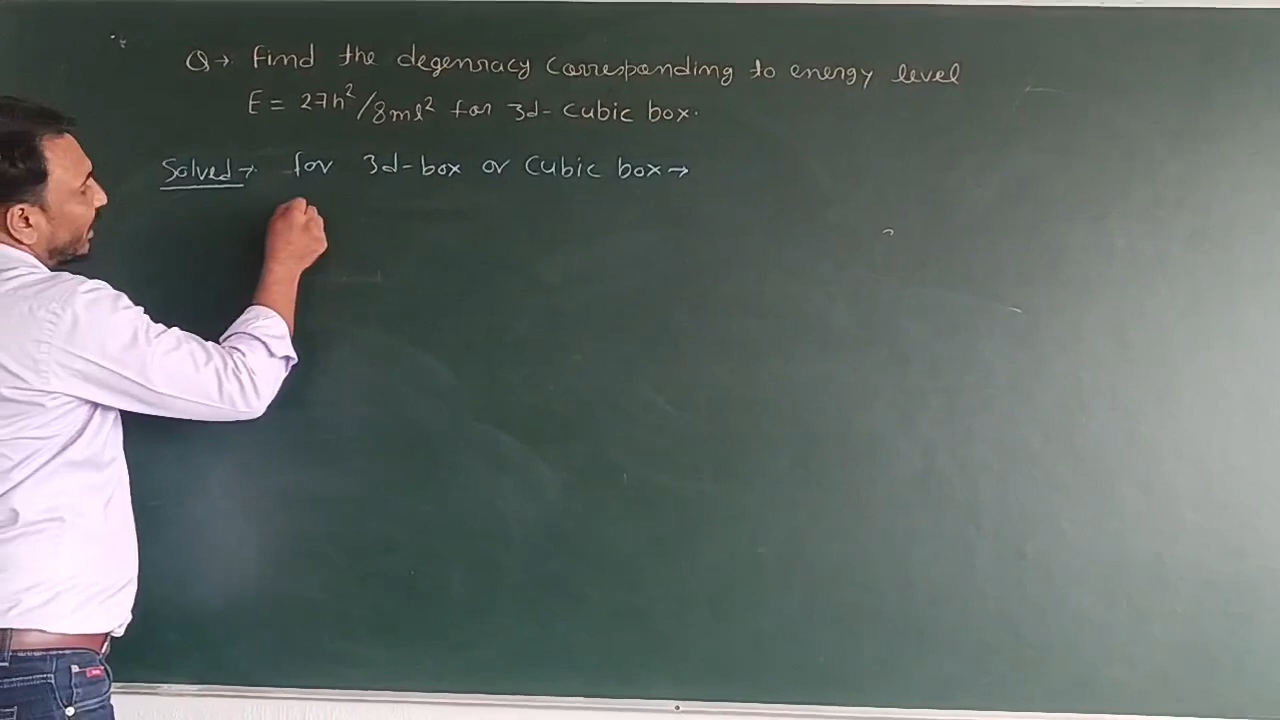 Q→ Find the degenracy Corresponding to energy level
E = 27h²/8ml² for 3d-Cubic box.
Solved→ for 3d-box or Cubic box→